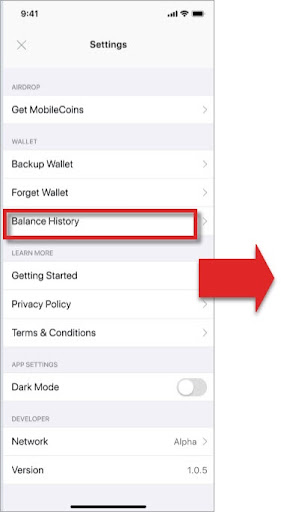 9:41
Settings
AIRDROP
Get MobileCoins
WALLET
Backup Wallet
Forget Wallet
Balance History
LEARN MORE
Getting Started
Privacy Policy
Terms & Conditions
APP SETTINGS
Dark Mode
DEVELOPER
Network Alpha
Version 1.0.5